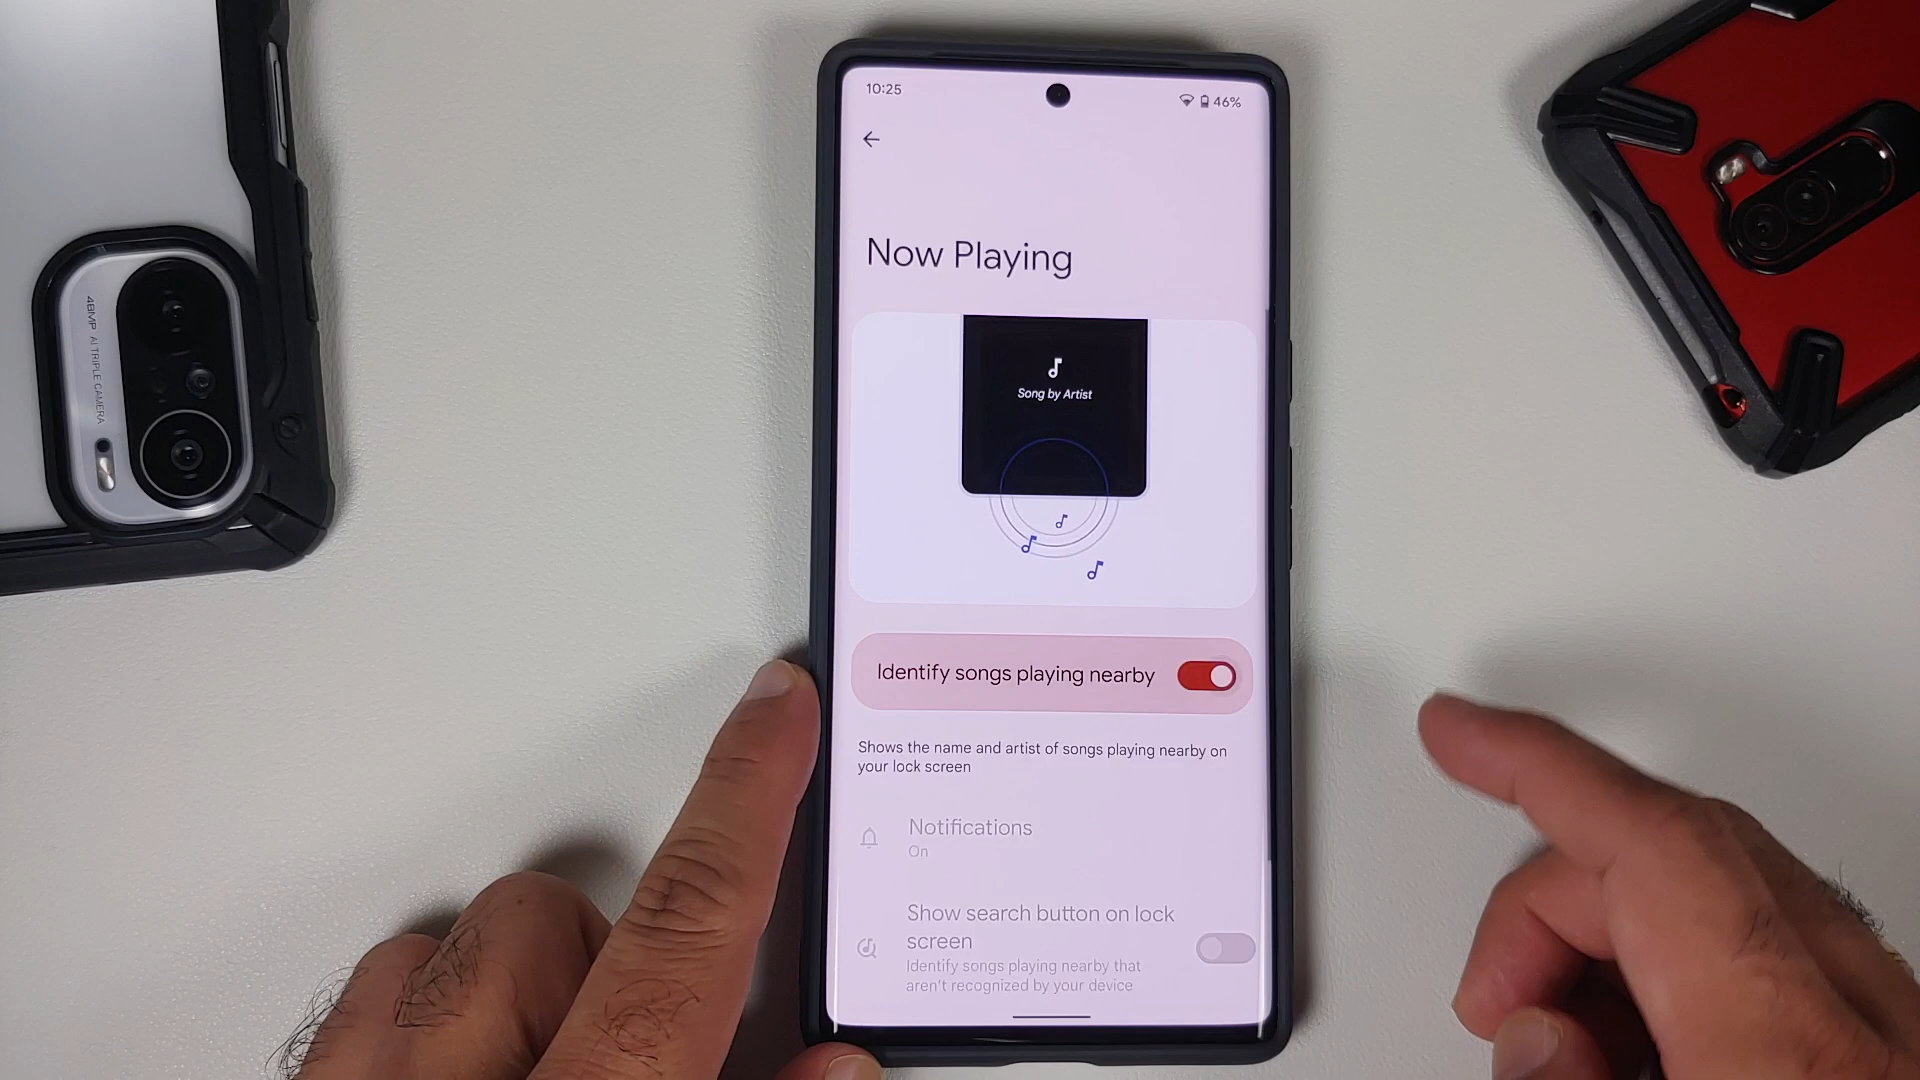 10:25
46%
Now Playing
Song by Artist
Identify songs playing nearby
Shows the name and artist of songs playing nearby on
your lock screen
Notifications
On
Show search button on lock
screen
Identify songs playing nearby that
aren't recognized by your device
48MP AI TRIPLE CAMERA